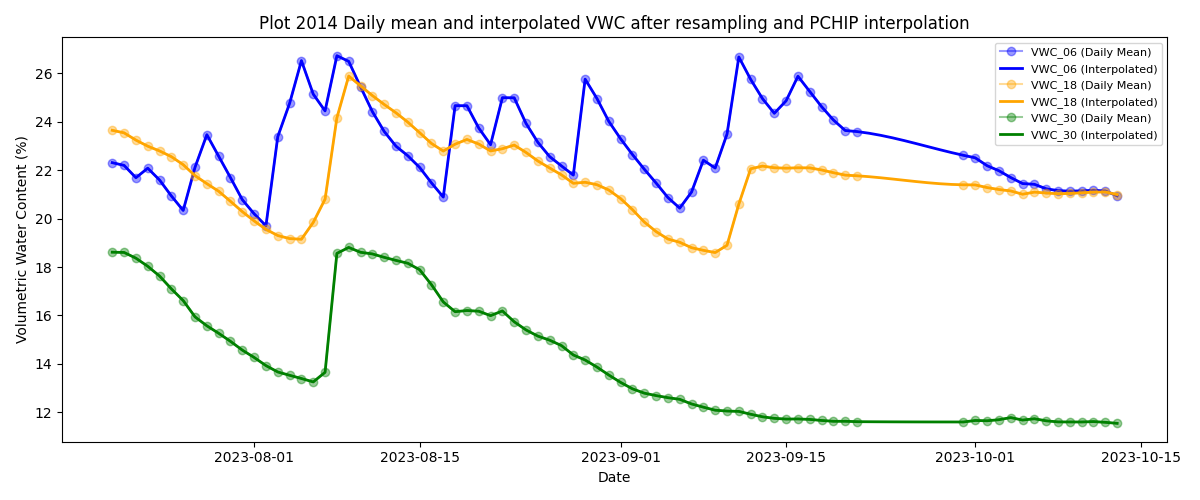 Plot 2014 Daily mean and interpolated VWC after resampling and PCHIP interpolation
Volumetric Water Content (%)
26
24
22
20
18
16
14
12
VWC_06 (Daily Mean)
VWC_06 (Interpolated)
VWC_18 (Daily Mean)
VWC_18 (Interpolated)
VWC_30 (Daily Mean)
VWC_30 (Interpolated)
2023-08-01
2023-08-15
2023-09-01
2023-09-15
2023-10-01
2023-10-15
Date